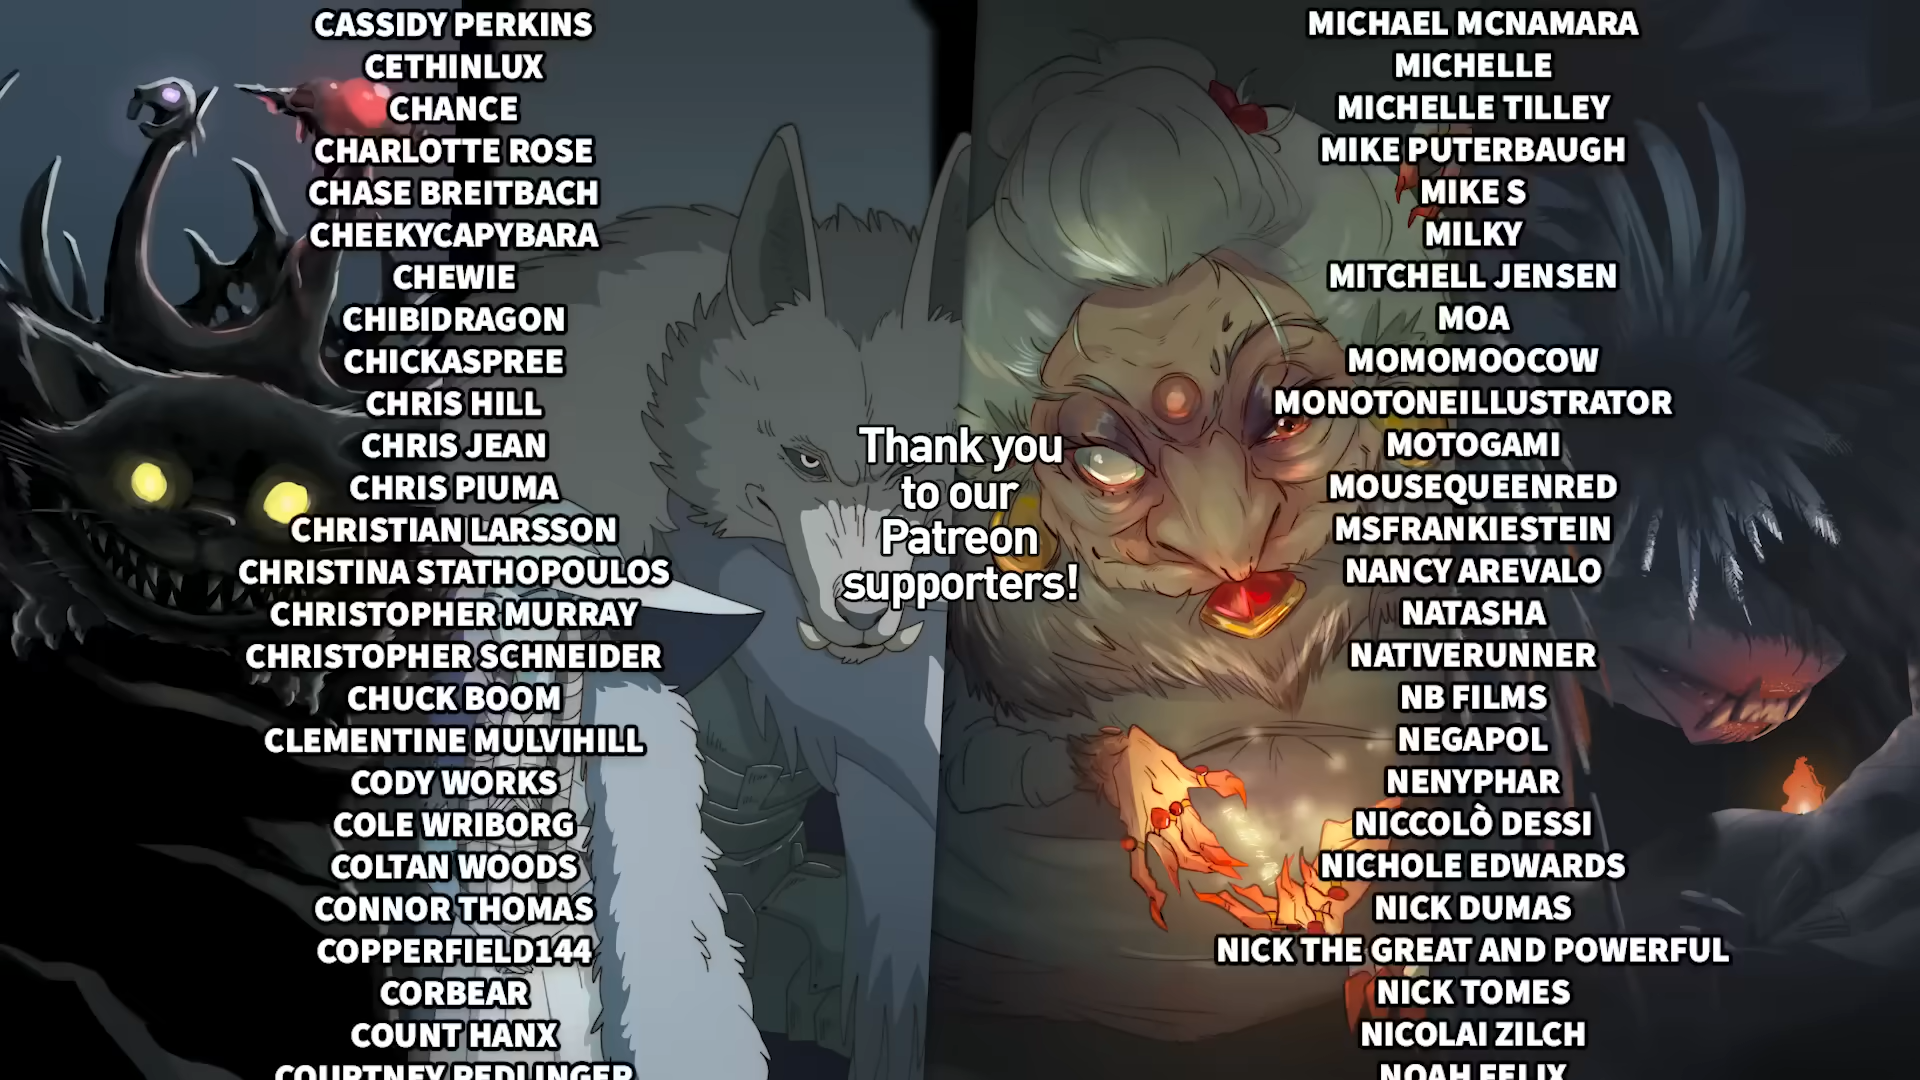 CASSIDY PERKINS
CETHINLUX
CHANCE
CHARLOTTE ROSE
CHASE BREITBACH
CHEEKYCAPYBARA
CHEWIE
CHIBIDRAGON
CHICKASPREE
CHRIS HILL
CHRIS JEAN
CHRIS PIUMA
CHRISTIAN LARSSON
CHRISTINA STATHOPOULOS
CHRISTOPHER MURRAY
CHRISTOPHER SCHNEIDER
CHUCK BOOM
CLEMENTINE MULVIHILL
CODY WORKS
COLE WRIBORG
COLTAN WOODS
CONNOR THOMAS
COPPERFIELD144
CORBEAR
COUNT HANX
COURTNEY REDLINGER
Thank you
to our
Patreon
supporters!
MICHAEL MCNAMARA
MICHELLE
MICHELLE TILLEY
MIKE PUTERBAUGH
MIKE S
MILKY
MITCHELL JENSEN
MOA
MOMOMOOCOW
MONOTONEILLUSTRATOR
MOTOGAMI
MOUSEQUEENRED
MSFRANKIESTEIN
NANCY AREVALO
NATASHA
NATIVERUNNER
NB FILMS
NEGAPOL
NENYPHAR
NICCOLÒ DESSI
NICHOLE EDWARDS
NICK DUMAS
NICK THE GREAT AND POWERFUL
NICK TOMES
NICOLAI ZILCH
NOAH FELIX